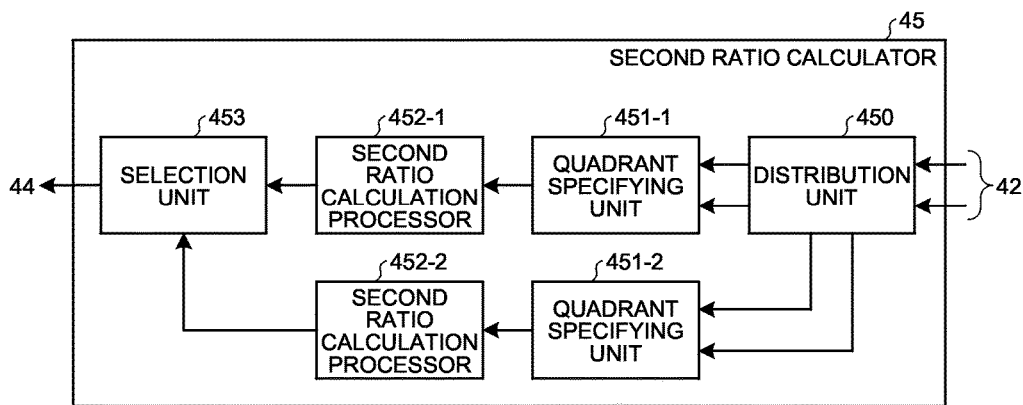 45
SECOND RATIO CALCULATOR
453
452-1
451-1
450
44
SELECTION
UNIT
SECOND
RATIO
CALCULATION
PROCESSOR
QUADRANT
SPECIFYING
UNIT
DISTRIBUTION
UNIT
42
452-2
451-2
SECOND
RATIO
CALCULATION
PROCESSOR
QUADRANT
SPECIFYING
UNIT